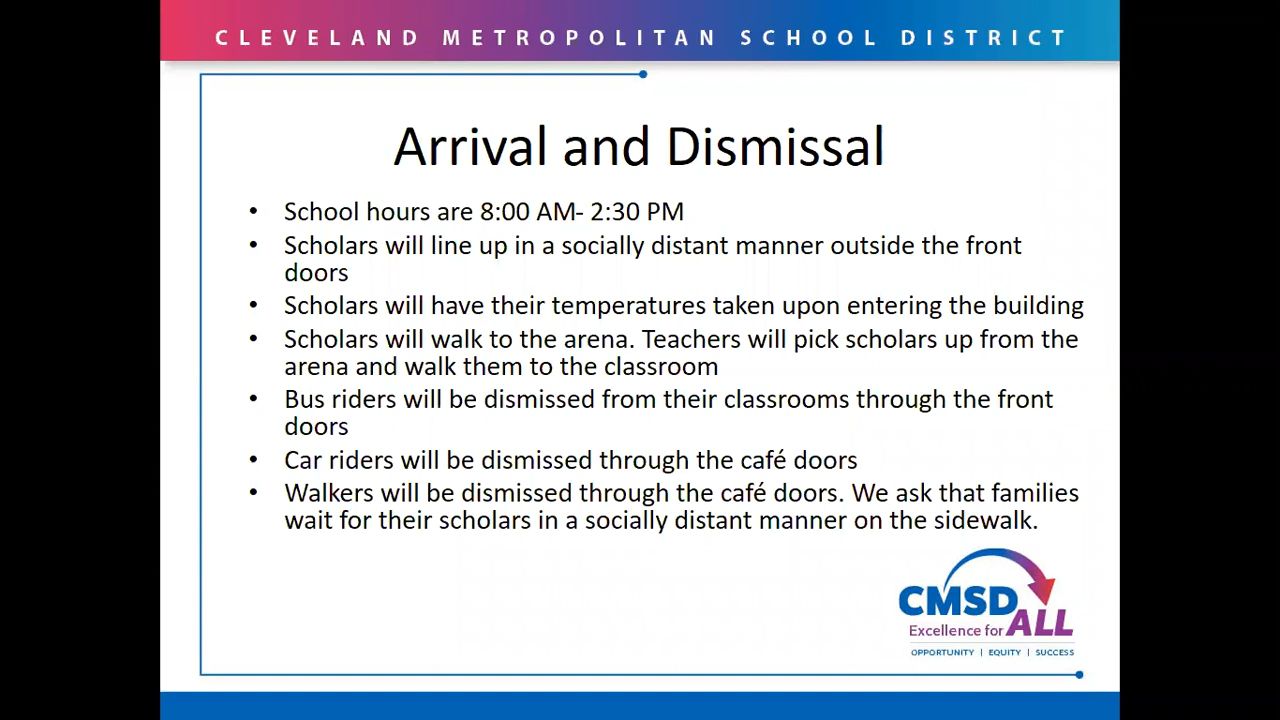 CLEVELAND METROPOLITAN SCHOOL DISTRICT
Arrival and Dismissal
• School hours are 8:00 AM- 2:30 PM
• Scholars will line up in a socially distant manner outside the front
doors
• Scholars will have their temperatures taken upon entering the building
• Scholars will walk to the arena. Teachers will pick scholars up from the
arena and walk them to the classroom
• Bus riders will be dismissed from their classrooms through the front
doors
• Car riders will be dismissed through the café doors
• Walkers will be dismissed through the café doors. We ask that families
wait for their scholars in a socially distant manner on the sidewalk.
CMSD
Excellence for ALL
OPPORTUNITY | EQUITY | SUCCESS